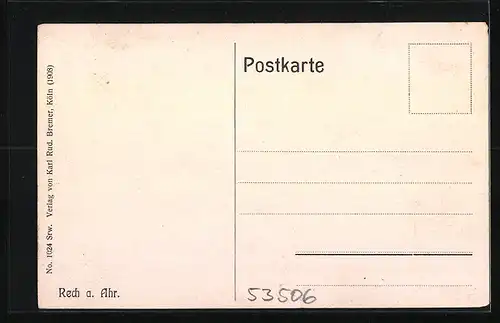 Postkarte
No. 1024 Srw. Verlag von Karl Rud. Bremer, Köln (1908)
Rech a. Ahr.
53506